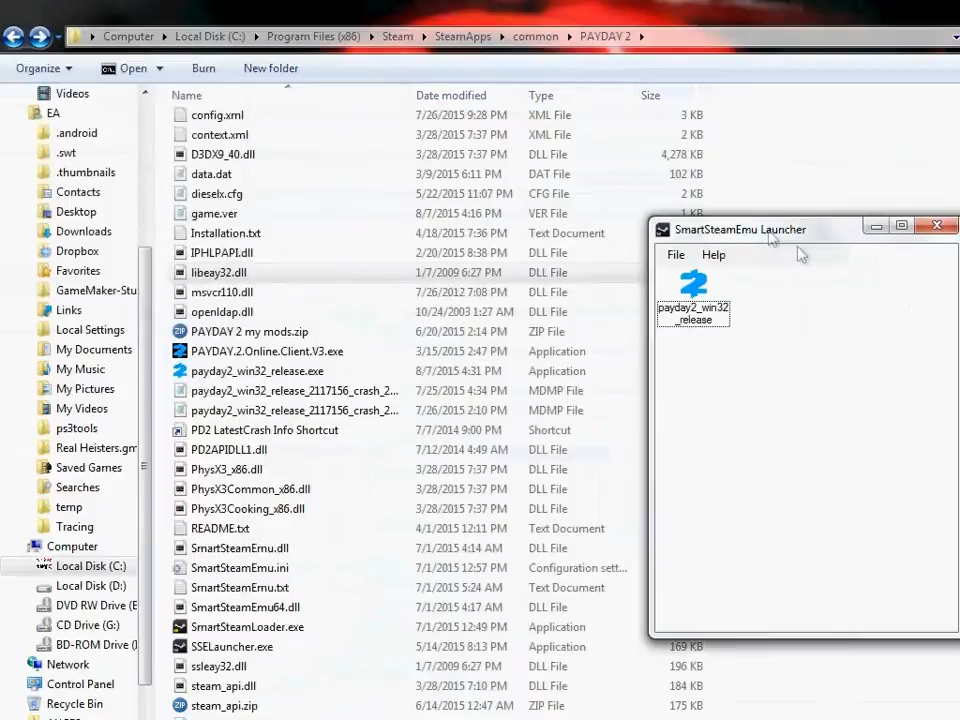 Computer Local Disk (C:) Program Files (x86) Steam SteamApps common PAYDAY 2
Organize Open Burn New folder
Name Date modified Type Size
Videos
EA
.android
.swt
.thumbnails
Contacts
Desktop
Downloads
Dropbox
Favorites
GameMaker-Stu
Links
Local Settings
My Documents
My Music
My Pictures
My Videos
ps3tools
Real Heisters.gm
Saved Games
Searches
temp
Tracing
Computer
Local Disk (C:)
Local Disk (D:)
DVD RW Drive (E
CD Drive (G:)
BD-ROM Drive (
Network
Control Panel
Recycle Bin
config.xml 7/26/2015 9:28 PM XML File 3 KB
context.xml 3/28/2015 7:37 PM XML File 2 KB
D3DX9_40.dll 3/28/2015 7:37 PM DLL File 4,278 KB
data.dat 3/9/2015 6:11 PM DAT File 102 KB
dieselx.cfg 5/22/2015 11:07 PM CFG File 2 KB
game.ver 8/7/2015 4:16 PM VER File 1 KB
Installation.txt 4/18/2015 7:36 PM Text Document
IPHLPAPI.dll 2/20/2015 8:38 PM DLL File
libeay32.dll 1/7/2009 6:27 PM DLL File
msvcr110.dll 7/26/2012 7:08 PM DLL File
openldap.dll 10/24/2003 1:27 AM DLL File
PAYDAY 2 my mods.zip 6/20/2015 2:14 PM ZIP File
PAYDAY.2.Online.Client.V3.exe 3/15/2015 2:47 PM Application
payday2_win32_release.exe 8/7/2015 4:31 PM Application
payday2_win32_release_2117156_crash_2... 7/25/2015 4:34 PM MDMP File
payday2_win32_release_2117156_crash_2... 7/26/2015 2:10 PM MDMP File
PD2 LatestCrash Info Shortcut 7/7/2014 9:00 PM Shortcut
PD2APIDLL1.dll 7/12/2014 4:49 AM DLL File
PhysX3_x86.dll 3/28/2015 7:37 PM DLL File
PhysX3Common_x86.dll 3/28/2015 7:37 PM DLL File
PhysX3Cooking_x86.dll 3/28/2015 7:37 PM DLL File
README.txt 4/1/2015 12:11 PM Text Document
SmartSteamEmu.dll 7/1/2015 4:14 AM DLL File
SmartSteamEmu.ini 7/1/2015 12:57 PM Configuration sett...
SmartSteamEmu.txt 7/1/2015 5:24 AM Text Document
SmartSteamEmu64.dll 7/1/2015 4:17 AM DLL File
SmartSteamLoader.exe 7/1/2015 12:49 PM Application
SSELauncher.exe 5/14/2015 8:13 PM Application 169 KB
ssleay32.dll 1/7/2009 6:27 PM DLL File 196 KB
steam_api.dll 3/28/2015 7:10 PM DLL File 184 KB
steam_api.zip 6/14/2015 12:47 AM ZIP File 175 KB
SmartSteamEmu Launcher
File Help
payday2_win32
_release